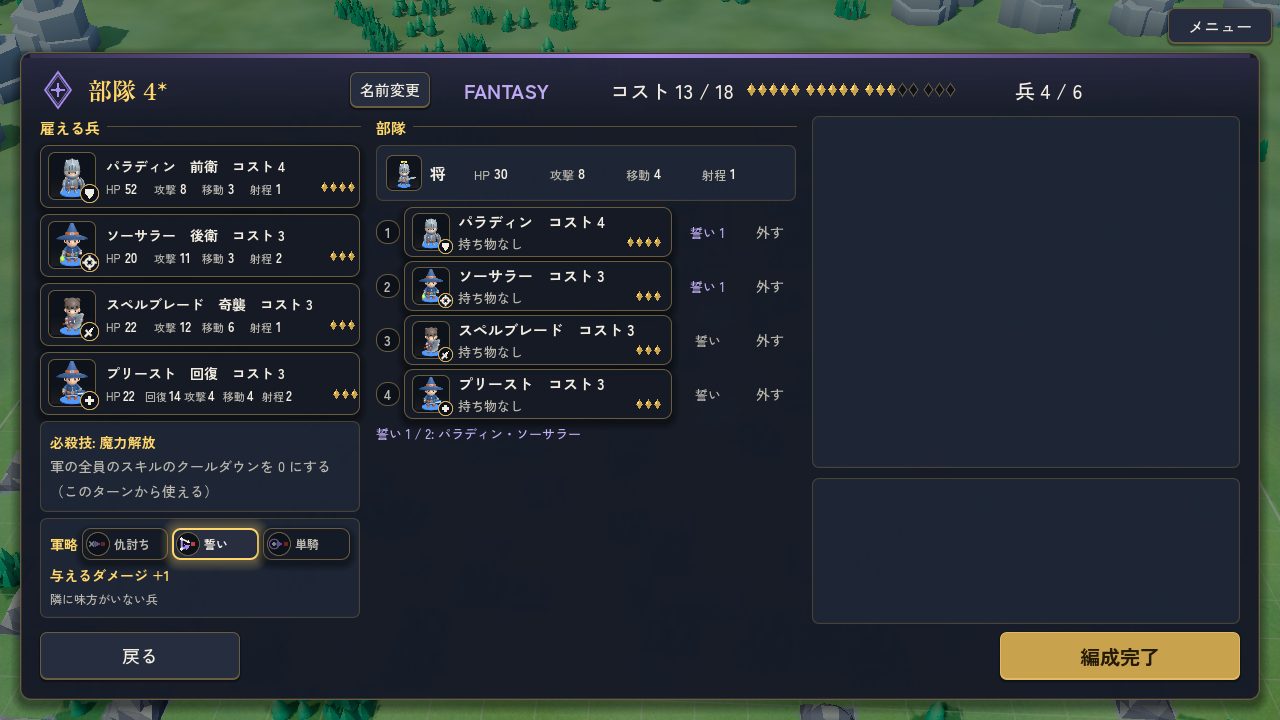 メニュー
部隊 4*
名前変更
FANTASY
コスト 13 / 18
兵 4 / 6
雇える兵
パラディン 前衛 コスト 4
HP 52 攻撃 8 移動 3 射程 1
ソーサラー 後衛 コスト 3
HP 20 攻撃 11 移動 3 射程 2
スペルブレード 奇襲 コスト 3
HP 22 攻撃 12 移動 6 射程 1
プリースト 回復 コスト 3
HP 22 回復 14 攻撃 4 移動 4 射程 2
必殺技: 魔力解放
軍の全員のスキルのクールダウンを 0 にする
（このターンから使える）
軍略 仇討ち 誓い 単騎
与えるダメージ +1
隣に味方がいない兵
戻る
部隊
将 HP 30 攻撃 8 移動 4 射程 1
1 パラディン コスト 4
持ち物なし
誓い 1 外す
2 ソーサラー コスト 3
持ち物なし
誓い 1 外す
3 スペルブレード コスト 3
持ち物なし
誓い 外す
4 プリースト コスト 3
持ち物なし
誓い 外す
誓い 1 / 2: パラディン・ソーサラー
編成完了